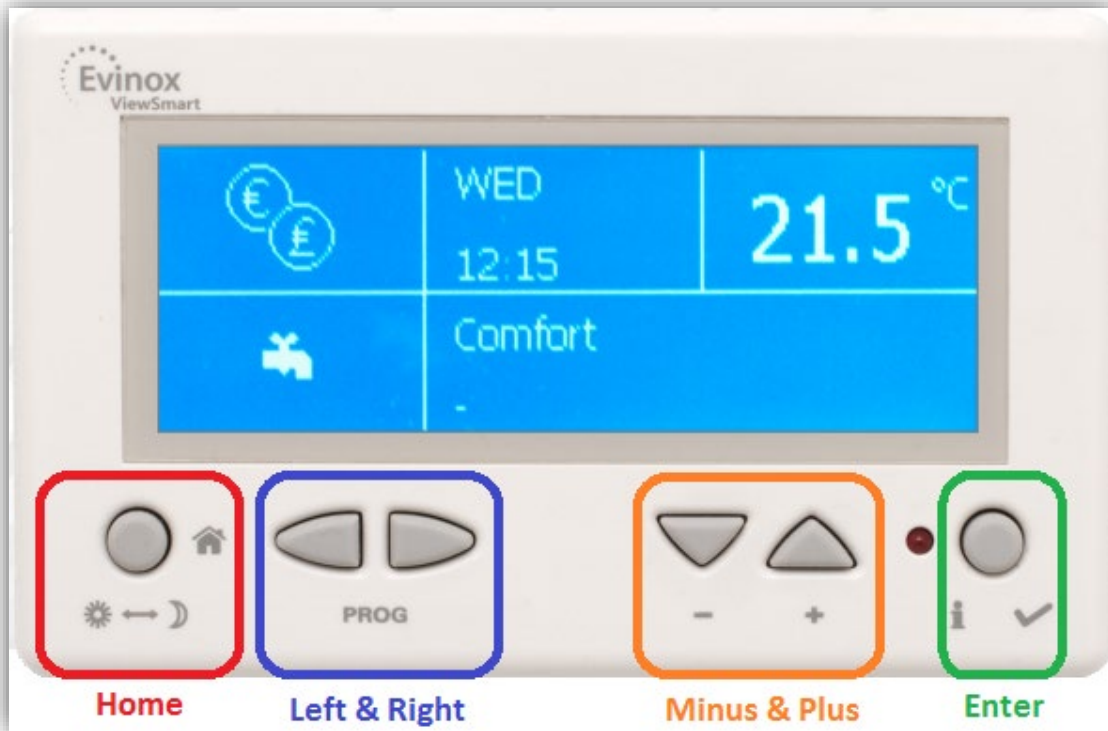 Evinox
ViewSmart
€
£
WED
12:15
21.5 °C
Comfort
-
PROG
- +
i
Home
Left & Right
Minus & Plus
Enter